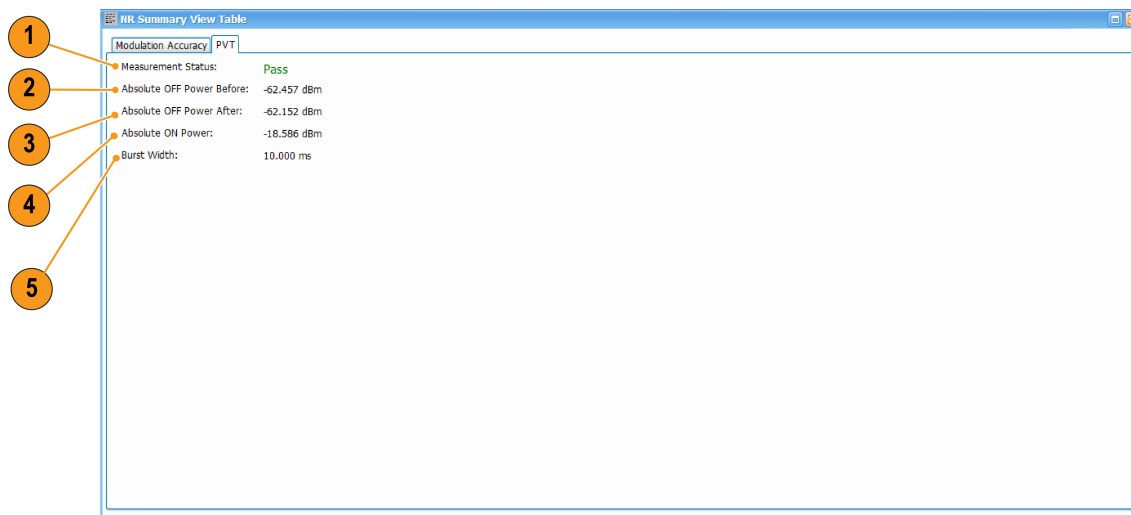 NR Summary View Table
Modulation Accuracy PVT
1 Measurement Status: Pass
2 Absolute OFF Power Before: -62.457 dBm
3 Absolute OFF Power After: -62.152 dBm
4 Absolute ON Power: -18.586 dBm
5 Burst Width: 10.000 ms